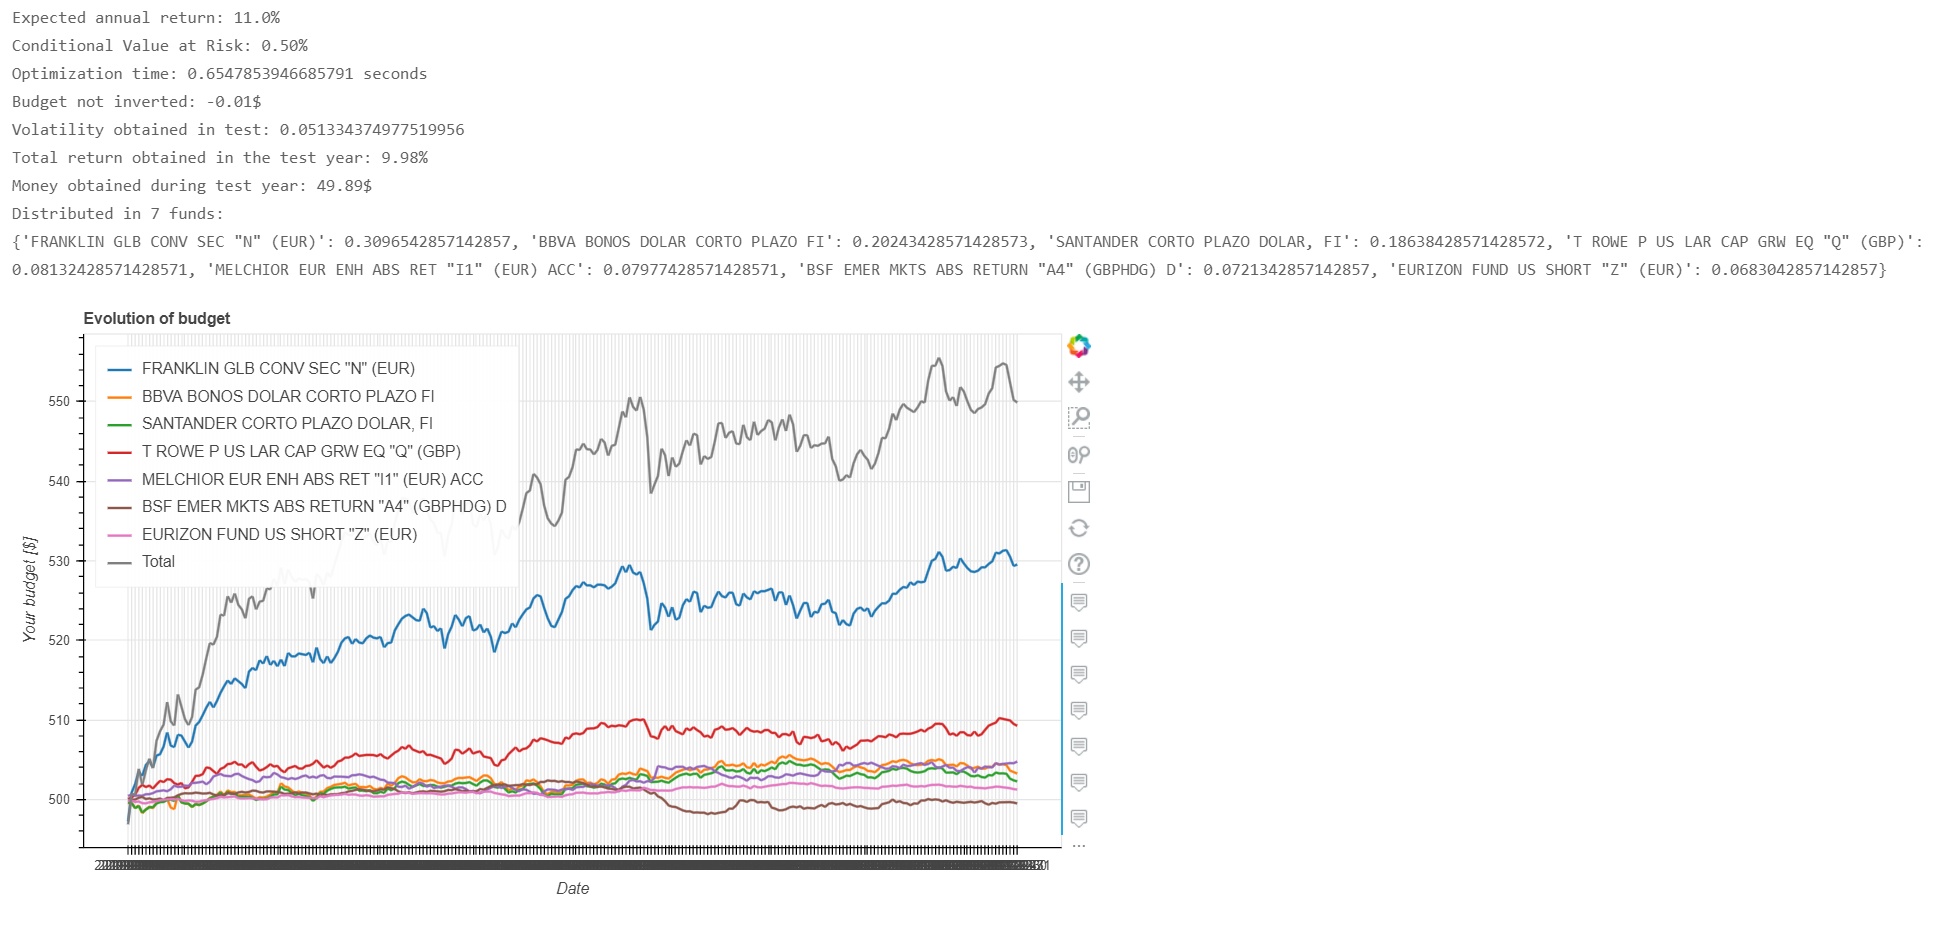 Expected annual return: 11.0%
Conditional Value at Risk: 0.50%
Optimization time: 0.6547853946685791 seconds
Budget not inverted: -0.01$
Volatility obtained in test: 0.051334374977519956
Total return obtained in the test year: 9.98%
Money obtained during test year: 49.89$
Distributed in 7 funds:
{'FRANKLIN GLB CONV SEC "N" (EUR)': 0.3096542857142857, 'BBVA BONOS DOLAR CORTO PLAZO FI': 0.20243428571428573, 'SANTANDER CORTO PLAZO DOLAR, FI': 0.18638428571428572, 'T ROWE P US LAR CAP GRW EQ "Q" (GBP)':
0.08132428571428571, 'MELCHIOR EUR ENH ABS RET "I1" (EUR) ACC': 0.07977428571428571, 'BSF EMER MKTS ABS RETURN "A4" (GBPHDG) D': 0.0721342857142857, 'EURIZON FUND US SHORT "Z" (EUR)': 0.0683042857142857}
Evolution of budget
FRANKLIN GLB CONV SEC "N" (EUR)
BBVA BONOS DOLAR CORTO PLAZO FI
SANTANDER CORTO PLAZO DOLAR, FI
T ROWE P US LAR CAP GRW EQ "Q" (GBP)
MELCHIOR EUR ENH ABS RET "I1" (EUR) ACC
BSF EMER MKTS ABS RETURN "A4" (GBPHDG) D
EURIZON FUND US SHORT "Z" (EUR)
Total
550
540
530
520
510
500
Your budget [$]
Date